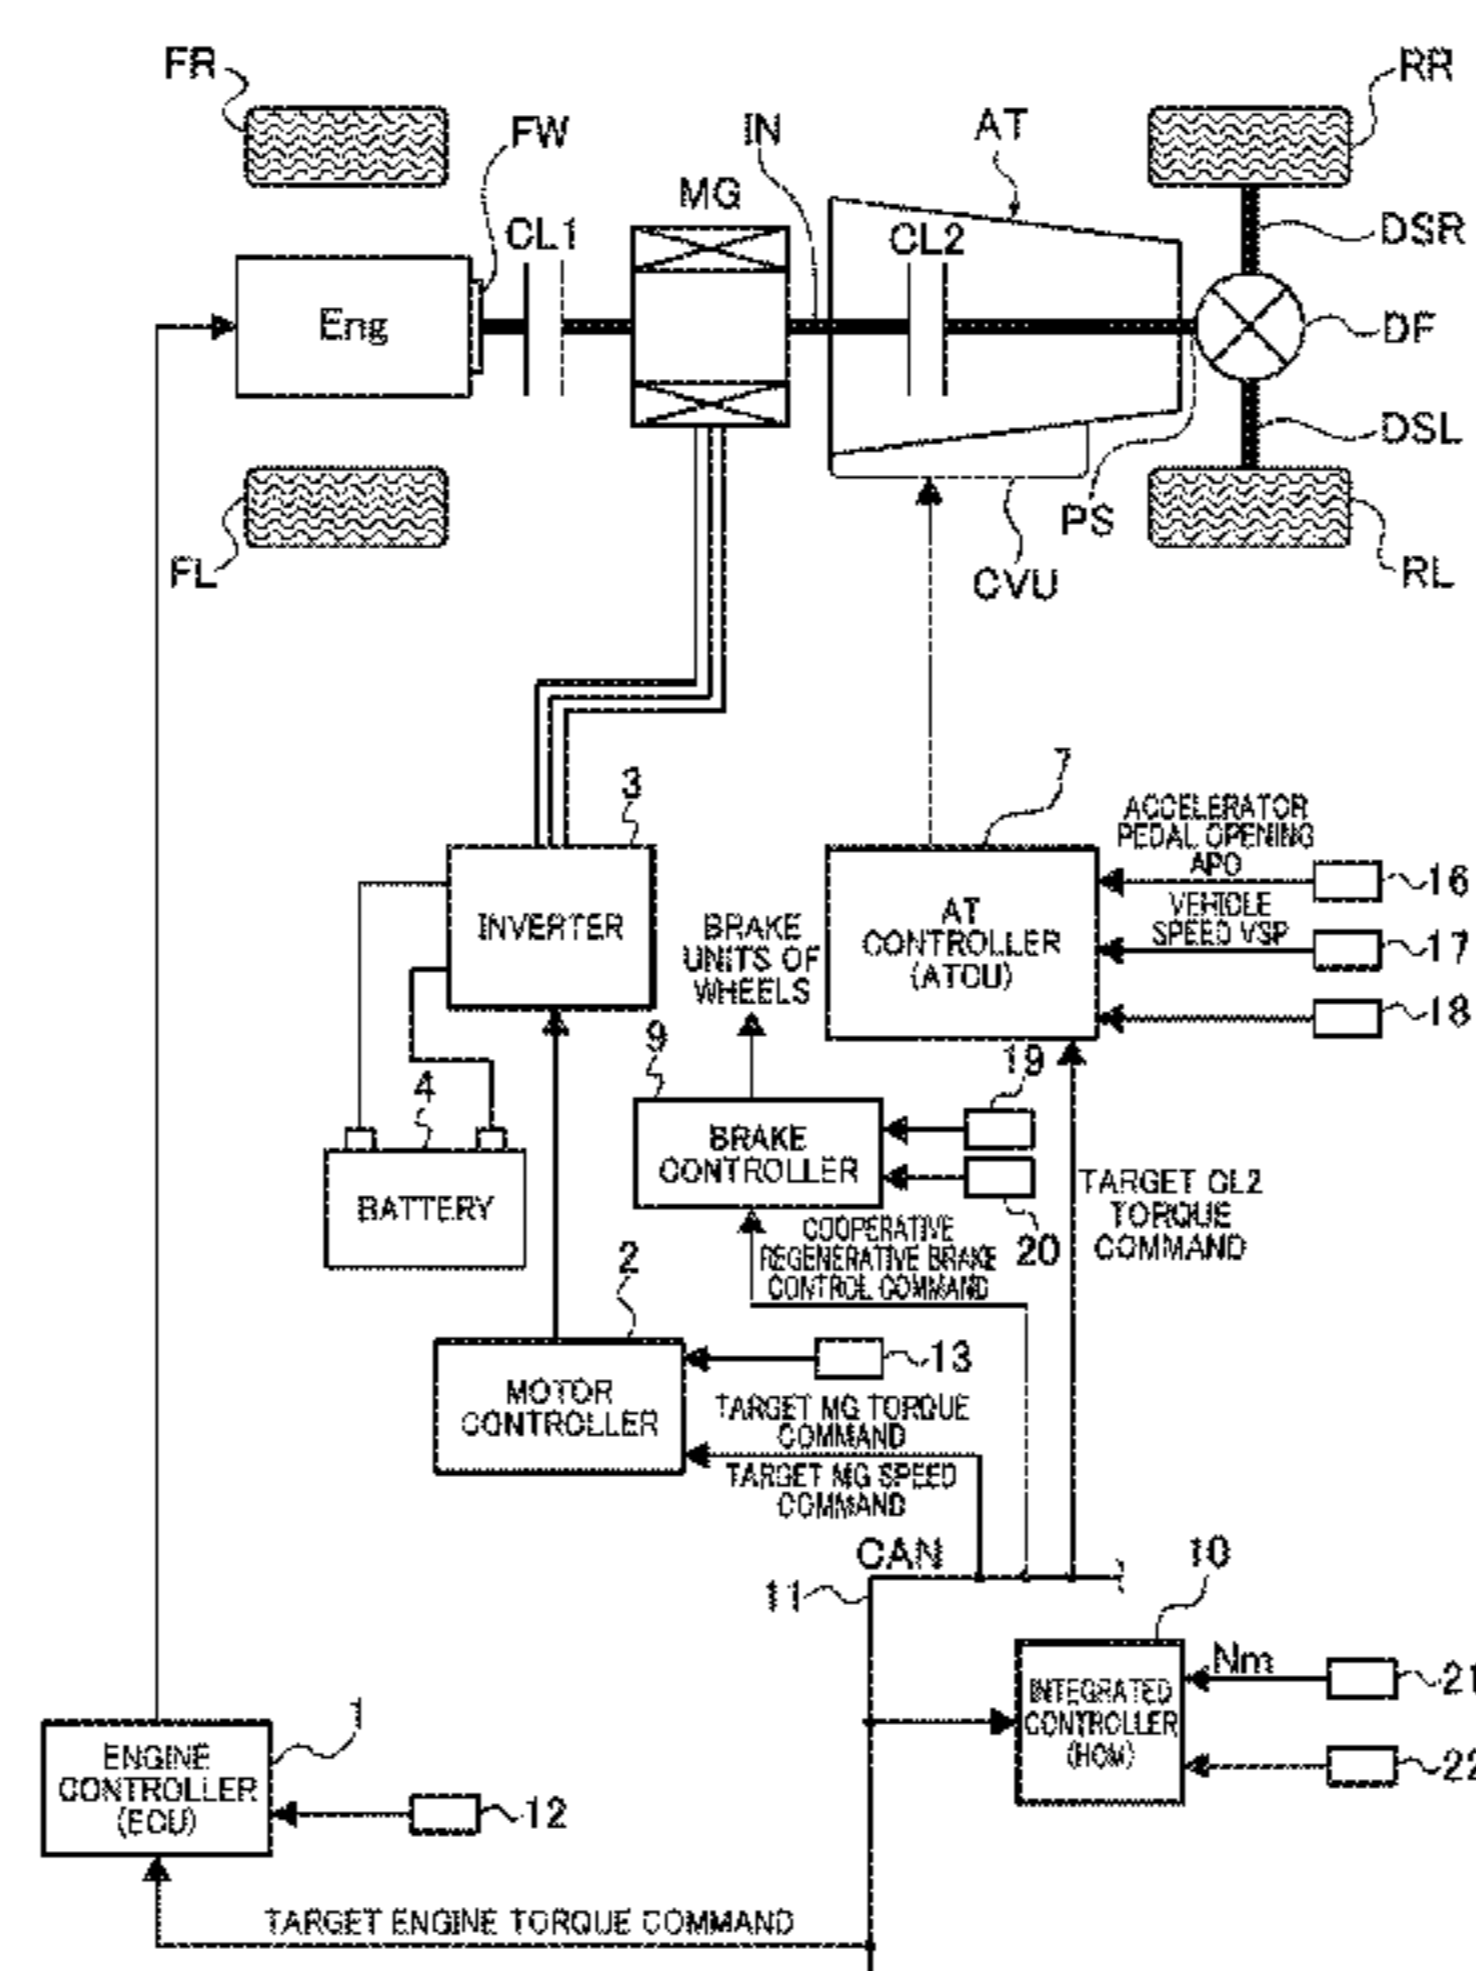 FR
RR
FW
IN
AT
MG
CL1
CL2
DSR
Eng
DF
DSL
PS
FL
CVU
RL
7
3
ACCELERATOR
PEDAL OPENING
APO
16
INVERTER
BRAKE
UNITS OF
WHEELS
AT
CONTROLLER
(ATCU)
VEHICLE
SPEED VSP
17
18
9
19
4
BRAKE
CONTROLLER
BATTERY
TARGET CL2
TORQUE
COMMAND
20
COOPERATIVE
REGENERATIVE BRAKE
CONTROL COMMAND
2
13
MOTOR
CONTROLLER
TARGET MG TORQUE
COMMAND
TARGET MG SPEED
COMMAND
CAN
10
11
Nm
21
INTEGRATED
CONTROLLER
(HCM)
22
1
ENGINE
CONTROLLER
(ECU)
12
TARGET ENGINE TORQUE COMMAND